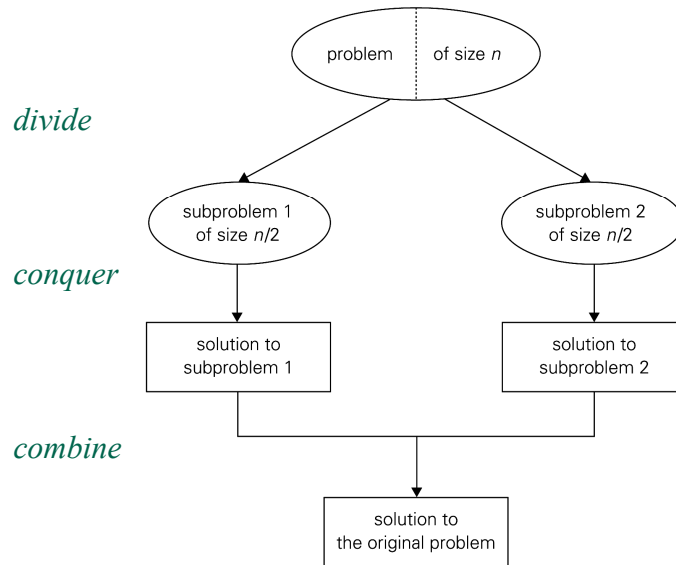 problem of size n
divide
subproblem 1
of size n/2
subproblem 2
of size n/2
conquer
solution to
subproblem 1
solution to
subproblem 2
combine
solution to
the original problem